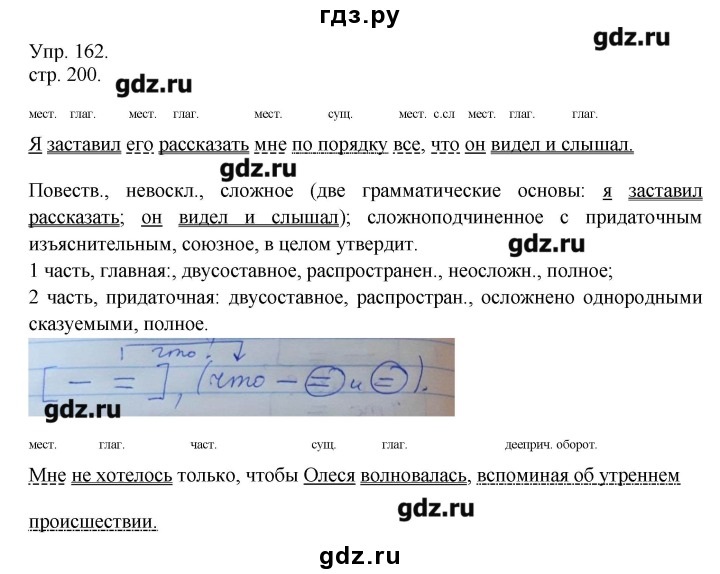 гдз.ру
Упр. 162.
gdz.ru
стр. 200.
gdz.ru
мест. глаг. мест. глаг. мест. сущ. мест. с.сл мест. глаг. глаг.
Я заставил его рассказать мне по порядку все, что он видел и слышал.
gdz.ru
Повеств., невоскл., сложное (две грамматические основы: я заставил
рассказать; он видел и слышал); сложноподчиненное с придаточным
изъяснительным, союзное, в целом утвердит.
gdz.ru
1 часть, главная:, двусоставное, распространен., неосложн., полное;
2 часть, придаточная: двусоставное, распростран., осложнено однородными
сказуемыми, полное.
что?
[ – = ], (что – = и = ).
gdz.ru
мест. глаг. част. сущ. глаг. дееприч. оборот.
Мне не хотелось только, чтобы Олеся волновалась, вспоминая об утреннем
gdz.ru
происшествии.
gdz.ru